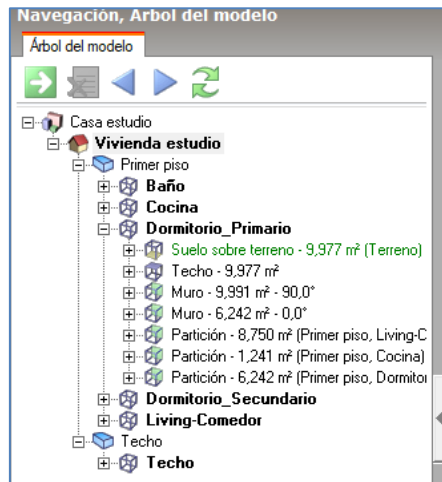 Navegación, Arbol del modelo
Árbol del modelo
Casa estudio
Vivienda estudio
Primer piso
Baño
Cocina
Dormitorio_Primario
Suelo sobre terreno - 9,977 m² (Terreno)
Techo - 9,977 m²
Muro - 9,991 m² - 90,0°
Muro - 6,242 m² - 0,0°
Partición - 8,750 m² (Primer piso, Living-C
Partición - 1,241 m² (Primer piso, Cocina)
Partición - 6,242 m² (Primer piso, Dormitor
Dormitorio_Secundario
Living-Comedor
Techo
Techo